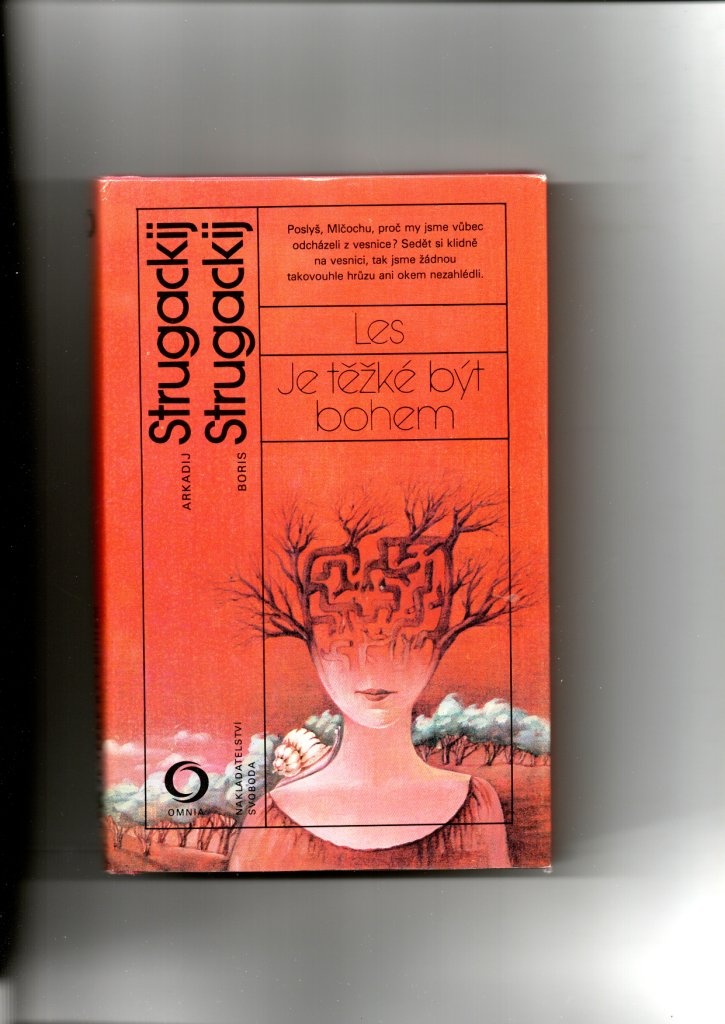 ARKADIJ Strugackij
BORIS Strugackij
Poslyš, Mlčochu, proč my jsme vůbec
odcházeli z vesnice? Sedět si klidně
na vesnici, tak jsme žádnou
takovouhle hrůzu ani okem nezahlédli.
Les
Je těžké být
bohem
OMNIA
NAKLADATELSTVÍ
SVOBODA